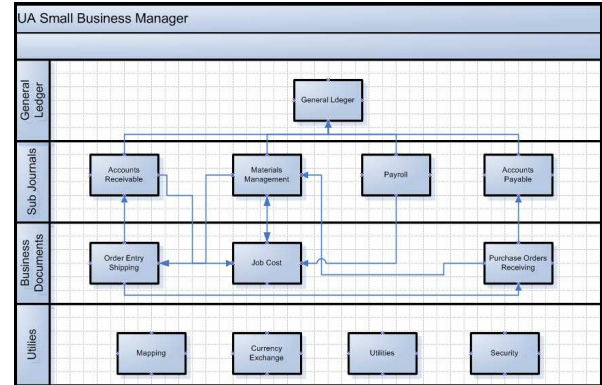 UA Small Business Manager
General
Ledger
General Ldeger
Sub Journals
Accounts
Receivable
Materials
Management
Payroll
Accounts
Payable
Business
Documents
Order Entry
Shipping
Job Cost
Purchase Orders
Receiving
Utilies
Mapping
Currency
Exchange
Utilities
Security